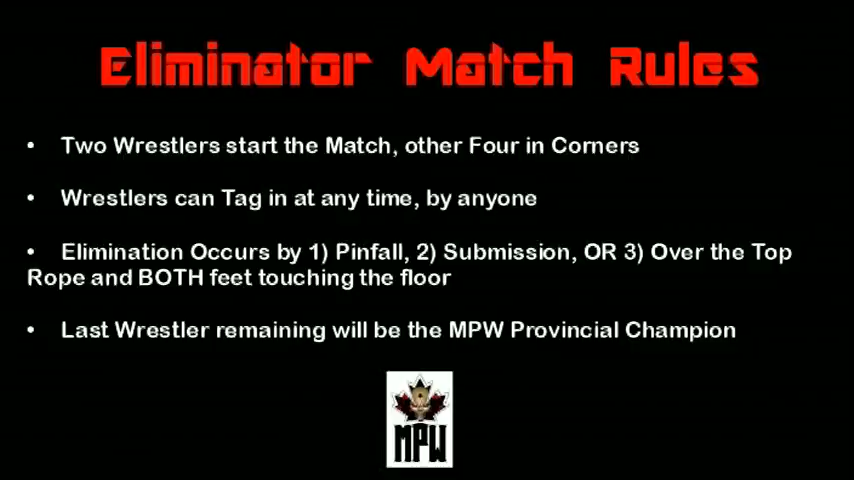 Eliminator Match Rules
• Two Wrestlers start the Match, other Four in Corners
• Wrestlers can Tag in at any time, by anyone
• Elimination Occurs by 1) Pinfall, 2) Submission, OR 3) Over the Top
Rope and BOTH feet touching the floor
• Last Wrestler remaining will be the MPW Provincial Champion
MPW